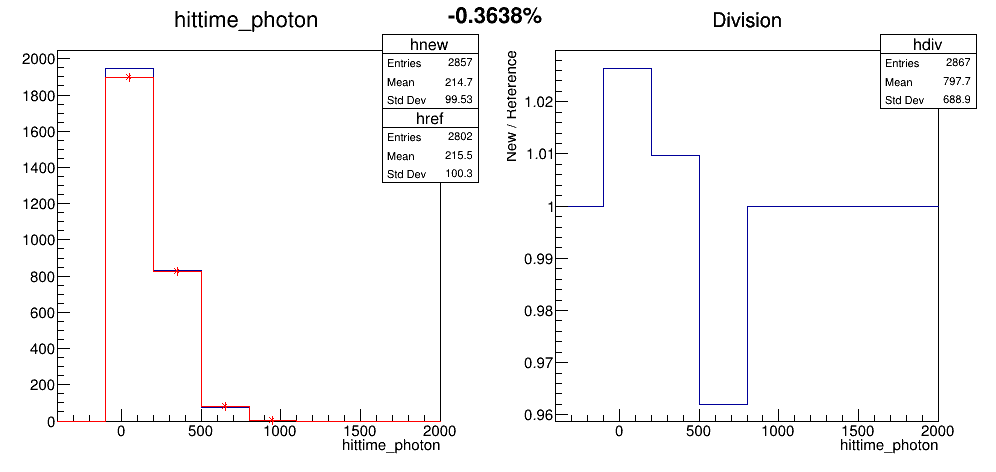 -0.3638%
hittime_photon
hnew
Entries 2857
Mean 214.7
Std Dev 99.53
href
Entries 2802
Mean 215.5
Std Dev 100.3
2000
1800
1600
1400
1200
1000
800
600
400
200
0
0 500 1000 1500 2000
hittime_photon
Division
hdiv
Entries 2867
Mean 797.7
Std Dev 688.9
New / Reference
1.02
1.01
1
0.99
0.98
0.97
0.96
0 500 1000 1500 2000
hittime_photon